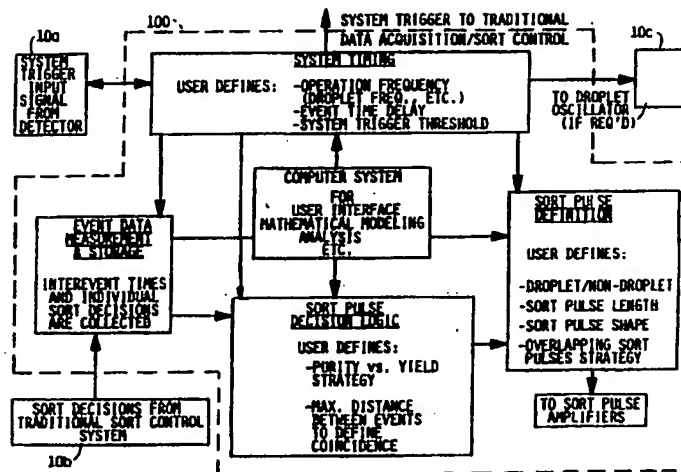 100
SYSTEM TRIGGER TO TRADITIONAL
DATA ACQUISITION/SORT CONTROL
10a
SYSTEM
TRIGGER
INPUT
SIGNAL
FROM
DETECTOR
SYSTEM TIMING
USER DEFINES: -OPERATION FREQUENCY
(DROPLET FREQ., ETC.)
-EVENT TIME DELAY
-SYSTEM TRIGGER THRESHOLD
10c
TO DROPLET
OSCILLATOR
(IF REQ'D)
COMPUTER SYSTEM
FOR
USER INTERFACE
MATHEMATICAL MODELING
ANALYSIS
ETC.
EVENT DATA
MEASUREMENT
& STORAGE
INTEREVENT TIMES
AND INDIVIDUAL
SORT DECISIONS
ARE COLLECTED
SORT PULSE
DEFINITION
USER DEFINES:
-DROPLET/NON-DROPLET
-SORT PULSE LENGTH
-SORT PULSE SHAPE
-OVERLAPPING SORT
PULSES STRATEGY
SORT PULSE
DECISION LOGIC
USER DEFINES:
-PURITY vs. YIELD
STRATEGY
-MAX. DISTANCE
BETWEEN EVENTS
TO DEFINE
COINCIDENCE
SORT DECISIONS FROM
TRADITIONAL SORT CONTROL
SYSTEM
10b
TO SORT PULSE
AMPLIFIERS